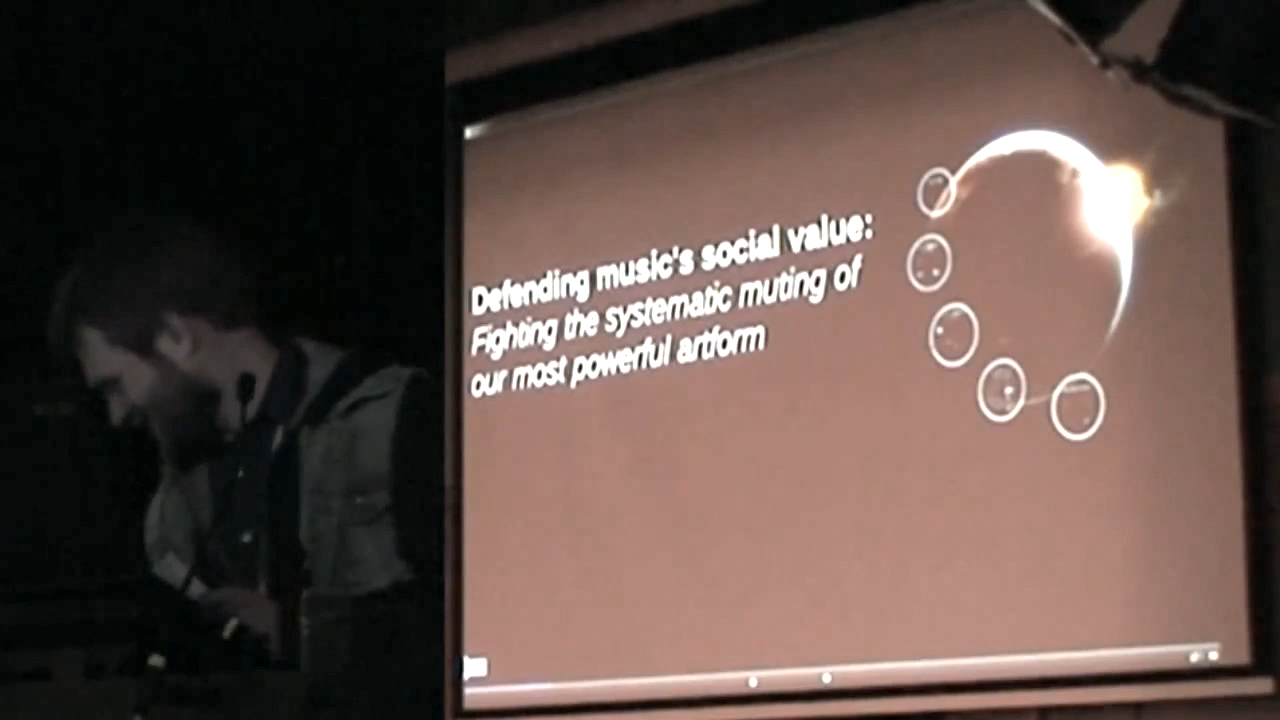 Defending music's social value:
Fighting the systematic muting of
our most powerful artform